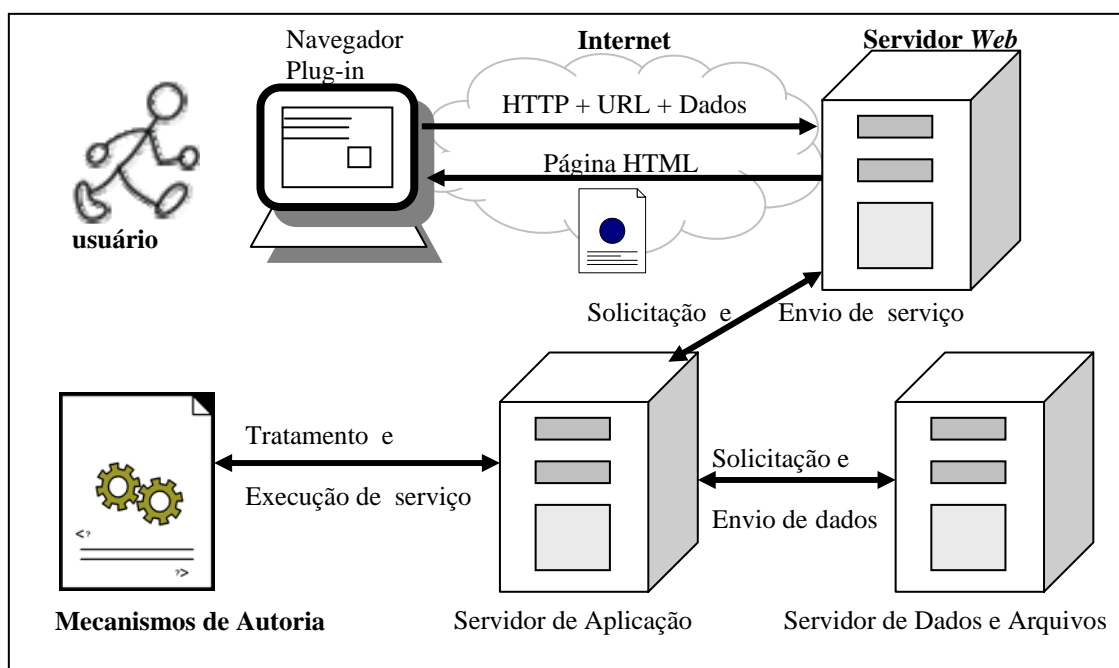 Navegador
Plug-in
Internet
Servidor Web
HTTP + URL + Dados
Página HTML
usuário
Solicitação e
Envio de serviço
Tratamento e
Execução de serviço
Solicitação e
Envio de dados
<?
?>
Mecanismos de Autoria
Servidor de Aplicação
Servidor de Dados e Arquivos